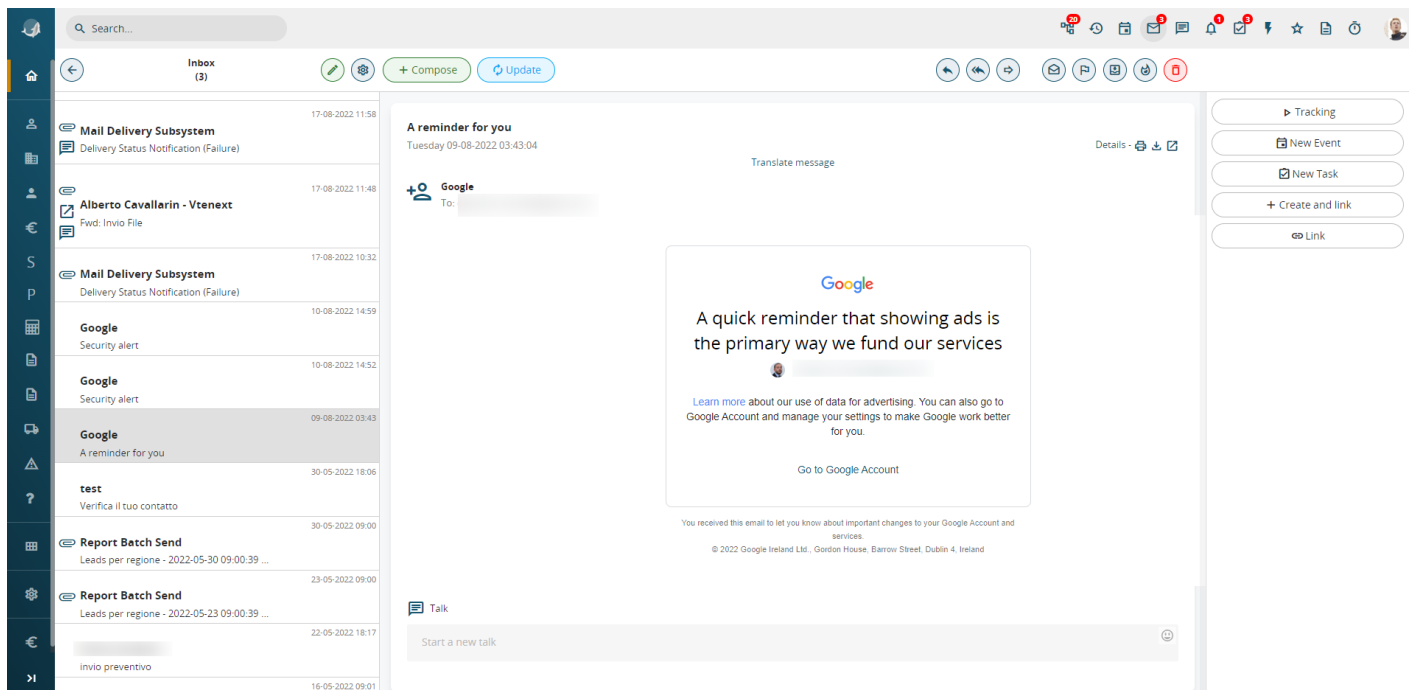 Search...
20
3
1
3
Inbox
(3)
+ Compose
Update
17-08-2022 11:58
Mail Delivery Subsystem
Delivery Status Notification (Failure)
17-08-2022 11:48
Alberto Cavallarin - Vtenext
Fwd: Invio File
17-08-2022 10:32
Mail Delivery Subsystem
Delivery Status Notification (Failure)
10-08-2022 14:59
Google
Security alert
10-08-2022 14:52
Google
Security alert
09-08-2022 03:43
Google
A reminder for you
30-05-2022 18:06
test
Verifica il tuo contatto
30-05-2022 09:00
Report Batch Send
Leads per regione - 2022-05-30 09:00:39 ...
23-05-2022 09:00
Report Batch Send
Leads per regione - 2022-05-23 09:00:39 ...
22-05-2022 18:17
invio preventivo
16-05-2022 09:01
S
P
A reminder for you
Tuesday 09-08-2022 03:43:04
Details -
Translate message
Google
To:
Google
A quick reminder that showing ads is
the primary way we fund our services
Learn more about our use of data for advertising. You can also go to
Google Account and manage your settings to make Google work better
for you.
Go to Google Account
You received this email to let you know about important changes to your Google Account and
services.
© 2022 Google Ireland Ltd., Gordon House, Barrow Street, Dublin 4, Ireland
Talk
Start a new talk
Tracking
New Event
New Task
+ Create and link
Link